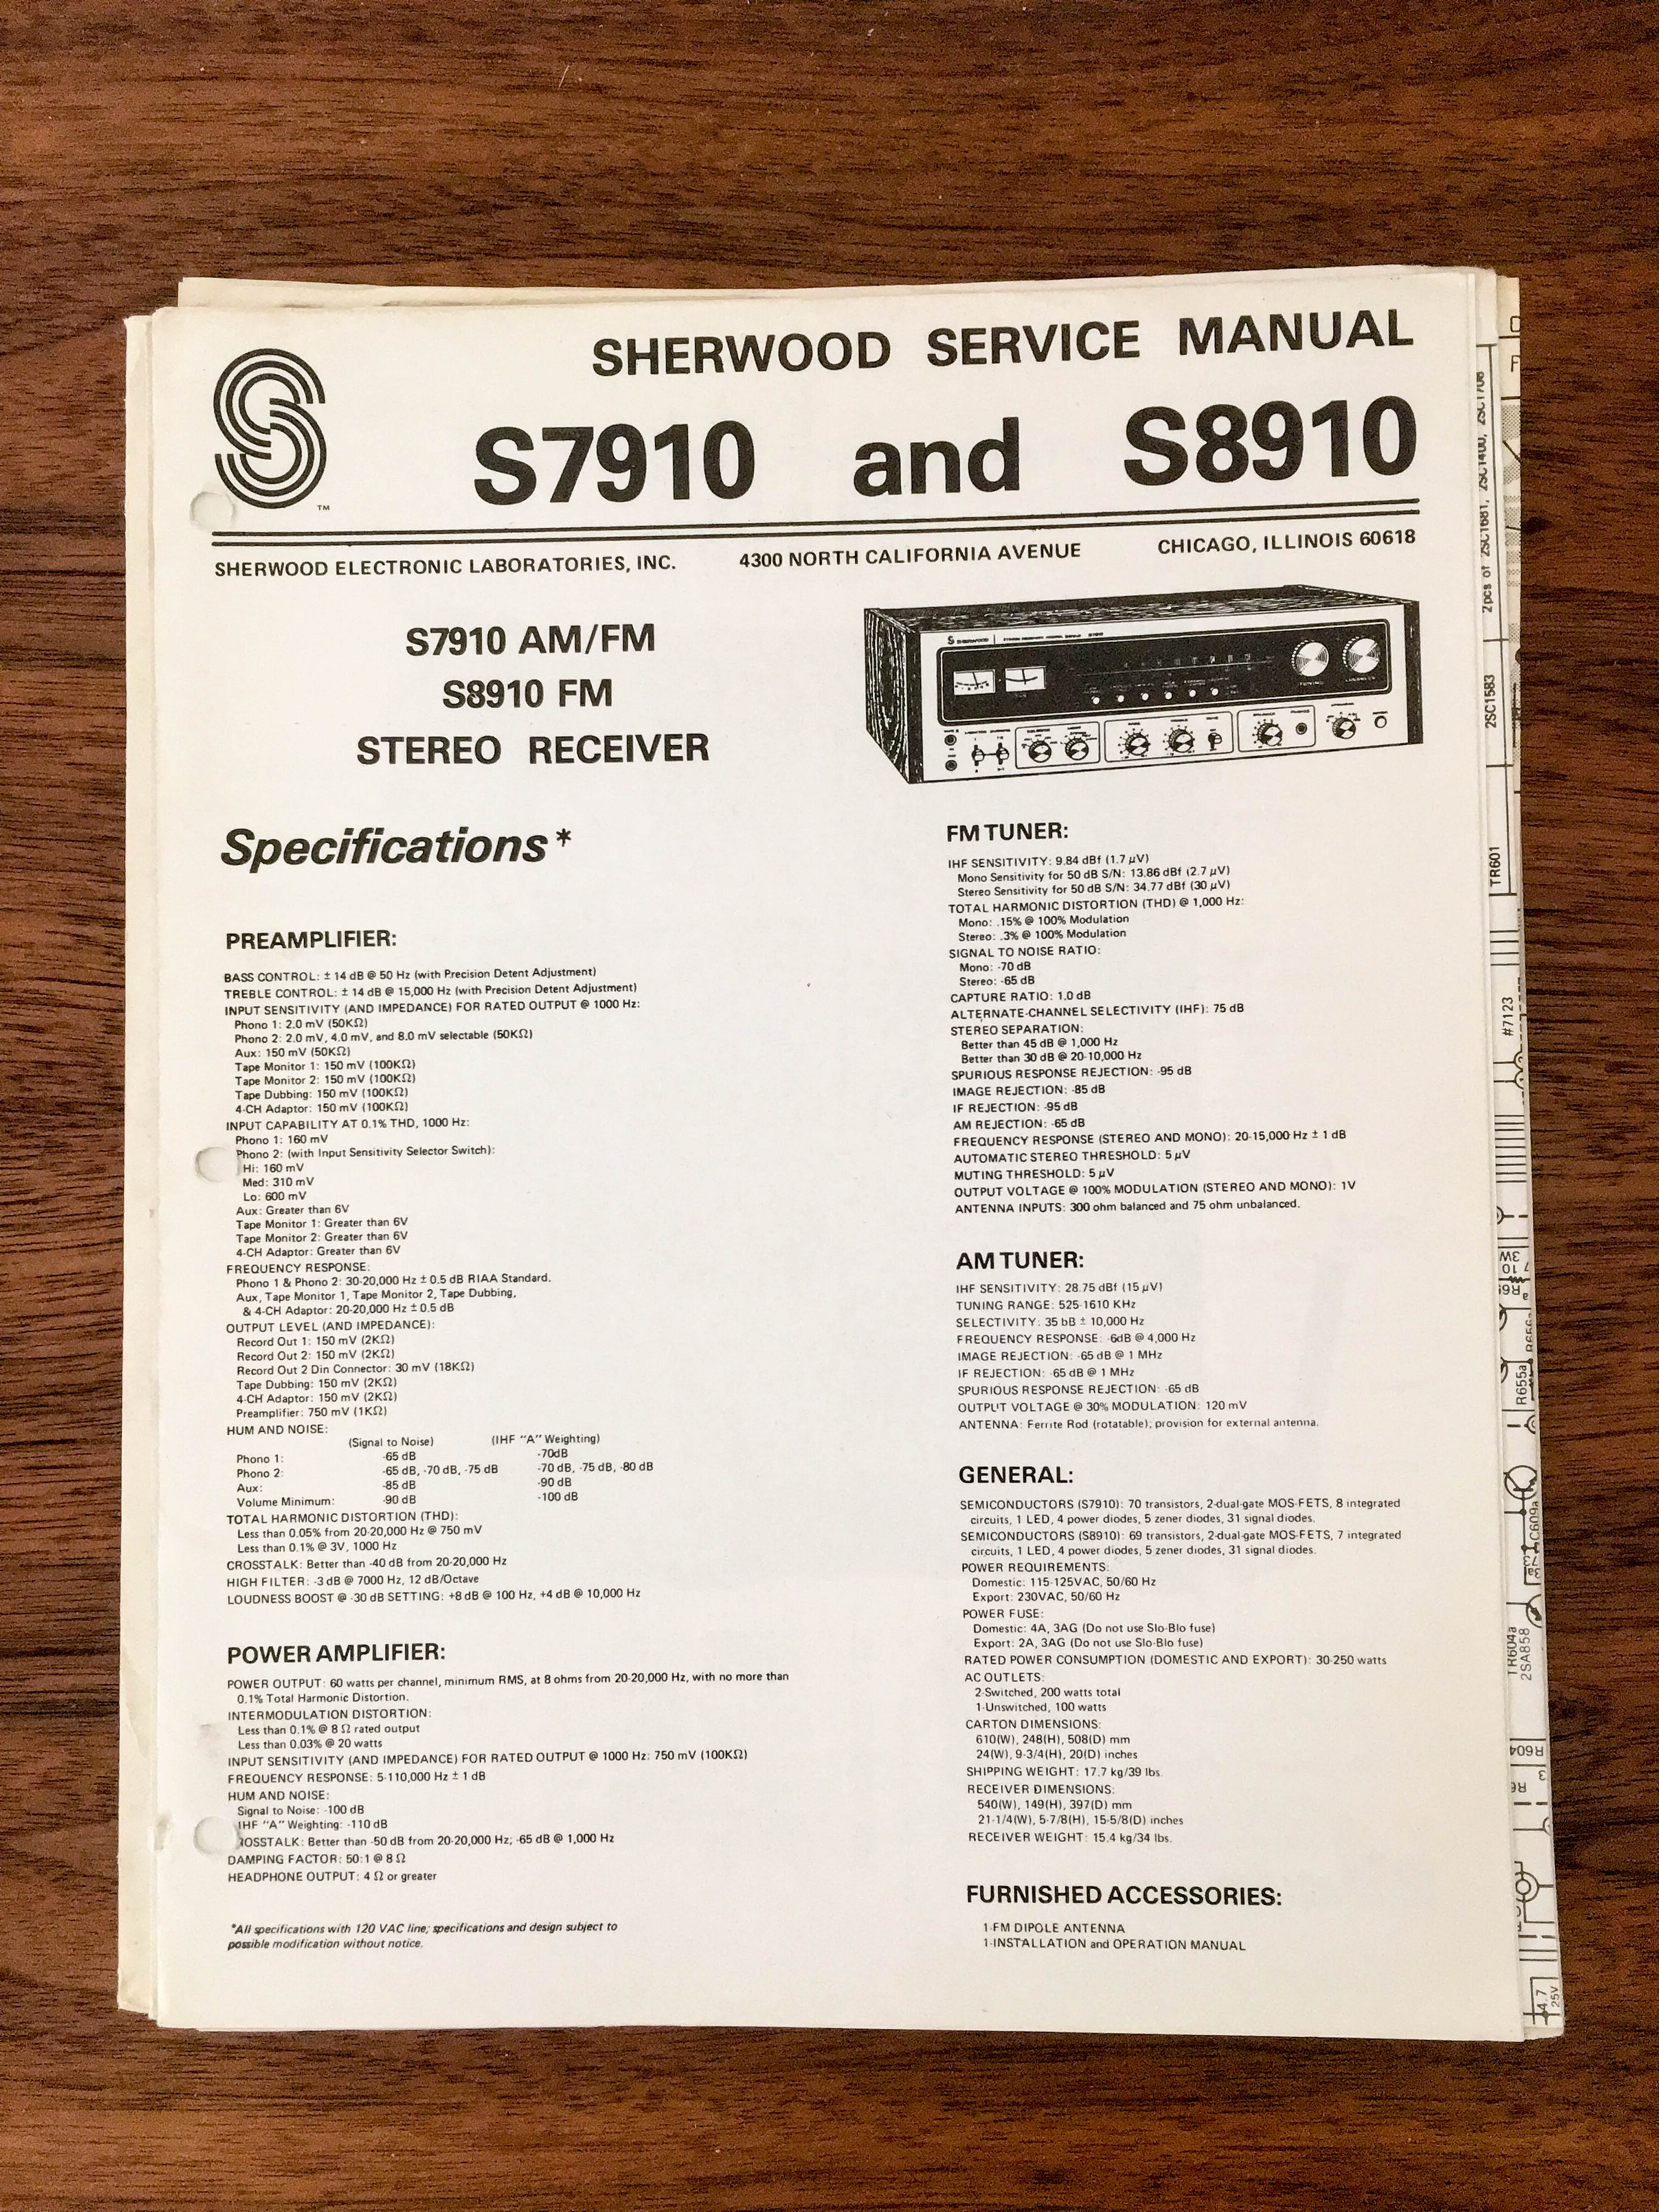 SHERWOOD SERVICE MANUAL
S7910 and S8910
TM
SHERWOOD ELECTRONIC LABORATORIES, INC. 4300 NORTH CALIFORNIA AVENUE CHICAGO, ILLINOIS 60618
S7910 AM/FM
S8910 FM
STEREO RECEIVER
SHERWOOD
Specifications*
PREAMPLIFIER:
BASS CONTROL: ± 14 dB @ 50 Hz (with Precision Detent Adjustment)
TREBLE CONTROL: ± 14 dB @ 15,000 Hz (with Precision Detent Adjustment)
INPUT SENSITIVITY (AND IMPEDANCE) FOR RATED OUTPUT @ 1000 Hz:
Phono 1: 2.0 mV (50KΩ)
Phono 2: 2.0 mV, 4.0 mV, and 8.0 mV selectable (50KΩ)
Aux: 150 mV (50KΩ)
Tape Monitor 1: 150 mV (100KΩ)
Tape Monitor 2: 150 mV (100KΩ)
Tape Dubbing: 150 mV (100KΩ)
4-CH Adaptor: 150 mV (100KΩ)
INPUT CAPABILITY AT 0.1% THD, 1000 Hz:
Phono 1: 160 mV
Phono 2: (with Input Sensitivity Selector Switch):
Hi: 160 mV
Med: 310 mV
Lo: 600 mV
Aux: Greater than 6V
Tape Monitor 1: Greater than 6V
Tape Monitor 2: Greater than 6V
4-CH Adaptor: Greater than 6V
FREQUENCY RESPONSE:
Phono 1 & Phono 2: 30-20,000 Hz ± 0.5 dB RIAA Standard.
Aux, Tape Monitor 1, Tape Monitor 2, Tape Dubbing,
& 4-CH Adaptor: 20-20,000 Hz ± 0.5 dB
OUTPUT LEVEL (AND IMPEDANCE):
Record Out 1: 150 mV (2KΩ)
Record Out 2: 150 mV (2KΩ)
Record Out 2 Din Connector: 30 mV (18KΩ)
Tape Dubbing: 150 mV (2KΩ)
4-CH Adaptor: 150 mV (2KΩ)
Preamplifier: 750 mV (1KΩ)
HUM AND NOISE:
(Signal to Noise) (IHF "A" Weighting)
Phono 1: -65 dB -70dB
Phono 2: -65 dB, -70 dB, -75 dB -70 dB, -75 dB, -80 dB
Aux: -85 dB -90 dB
Volume Minimum: -90 dB -100 dB
TOTAL HARMONIC DISTORTION (THD):
Less than 0.05% from 20-20,000 Hz @ 750 mV
Less than 0.1% @ 3V, 1000 Hz
CROSSTALK: Better than -40 dB from 20-20,000 Hz
HIGH FILTER: -3 dB @ 7000 Hz, 12 dB/Octave
LOUDNESS BOOST @ -30 dB SETTING: +8 dB @ 100 Hz, +4 dB @ 10,000 Hz
POWER AMPLIFIER:
POWER OUTPUT: 60 watts per channel, minimum RMS, at 8 ohms from 20-20,000 Hz, with no more than
0.1% Total Harmonic Distortion.
INTERMODULATION DISTORTION:
Less than 0.1% @ 8 Ω rated output
Less than 0.03% @ 20 watts
INPUT SENSITIVITY (AND IMPEDANCE) FOR RATED OUTPUT @ 1000 Hz: 750 mV (100KΩ)
FREQUENCY RESPONSE: 5-110,000 Hz ± 1 dB
HUM AND NOISE:
Signal to Noise: -100 dB
IHF "A" Weighting: -110 dB
OSSTALK: Better than -50 dB from 20-20,000 Hz; -65 dB @ 1,000 Hz
DAMPING FACTOR: 50:1 @ 8 Ω
HEADPHONE OUTPUT: 4 Ω or greater
*All specifications with 120 VAC line; specifications and design subject to
possible modification without notice.
FM TUNER:
IHF SENSITIVITY: 9.84 dBf (1.7 µV)
Mono Sensitivity for 50 dB S/N: 13.86 dBf (2.7 µV)
Stereo Sensitivity for 50 dB S/N: 34.77 dBf (30 µV)
TOTAL HARMONIC DISTORTION (THD) @ 1,000 Hz:
Mono: .15% @ 100% Modulation
Stereo: .3% @ 100% Modulation
SIGNAL TO NOISE RATIO:
Mono: -70 dB
Stereo: -65 dB
CAPTURE RATIO: 1.0 dB
ALTERNATE-CHANNEL SELECTIVITY (IHF): 75 dB
STEREO SEPARATION:
Better than 45 dB @ 1,000 Hz
Better than 30 dB @ 20-10,000 Hz
SPURIOUS RESPONSE REJECTION: -95 dB
IMAGE REJECTION: -85 dB
IF REJECTION: -95 dB
AM REJECTION: -65 dB
FREQUENCY RESPONSE (STEREO AND MONO): 20-15,000 Hz ± 1 dB
AUTOMATIC STEREO THRESHOLD: 5 µV
MUTING THRESHOLD: 5 µV
OUTPUT VOLTAGE @ 100% MODULATION (STEREO AND MONO): 1V
ANTENNA INPUTS: 300 ohm balanced and 75 ohm unbalanced.
AM TUNER:
IHF SENSITIVITY: 28.75 dBf (15 µV)
TUNING RANGE: 525-1610 KHz
SELECTIVITY: 35 bB ± 10,000 Hz
FREQUENCY RESPONSE: -6dB @ 4,000 Hz
IMAGE REJECTION: -65 dB @ 1 MHz
IF REJECTION: -65 dB @ 1 MHz
SPURIOUS RESPONSE REJECTION: -65 dB
OUTPUT VOLTAGE @ 30% MODULATION: 120 mV
ANTENNA: Ferrite Rod (rotatable); provision for external antenna.
GENERAL:
SEMICONDUCTORS (S7910): 70 transistors, 2-dual-gate MOS-FETS, 8 integrated
circuits, 1 LED, 4 power diodes, 5 zener diodes, 31 signal diodes.
SEMICONDUCTORS (S8910): 69 transistors, 2-dual-gate MOS-FETS, 7 integrated
circuits, 1 LED, 4 power diodes, 5 zener diodes, 31 signal diodes.
POWER REQUIREMENTS:
Domestic: 115-125VAC, 50/60 Hz
Export: 230VAC, 50/60 Hz
POWER FUSE:
Domestic: 4A, 3AG (Do not use Slo-Blo fuse)
Export: 2A, 3AG (Do not use Slo-Blo fuse)
RATED POWER CONSUMPTION (DOMESTIC AND EXPORT): 30-250 watts
AC OUTLETS:
2-Switched, 200 watts total
1-Unswitched, 100 watts
CARTON DIMENSIONS:
610(W), 248(H), 508(D) mm
24(W), 9-3/4(H), 20(D) inches
SHIPPING WEIGHT: 17.7 kg/39 lbs.
RECEIVER DIMENSIONS:
540(W), 149(H), 397(D) mm
21-1/4(W), 5-7/8(H), 15-5/8(D) inches
RECEIVER WEIGHT: 15.4 kg/34 lbs.
FURNISHED ACCESSORIES:
1-FM DIPOLE ANTENNA
1-INSTALLATION and OPERATION MANUAL
2pcs of 2SC1681, 2SC1400, 2SC1708
2SC1583
TR601
#7123
R655a
C609a
TR604a
2SA858
R604
4.7
25V